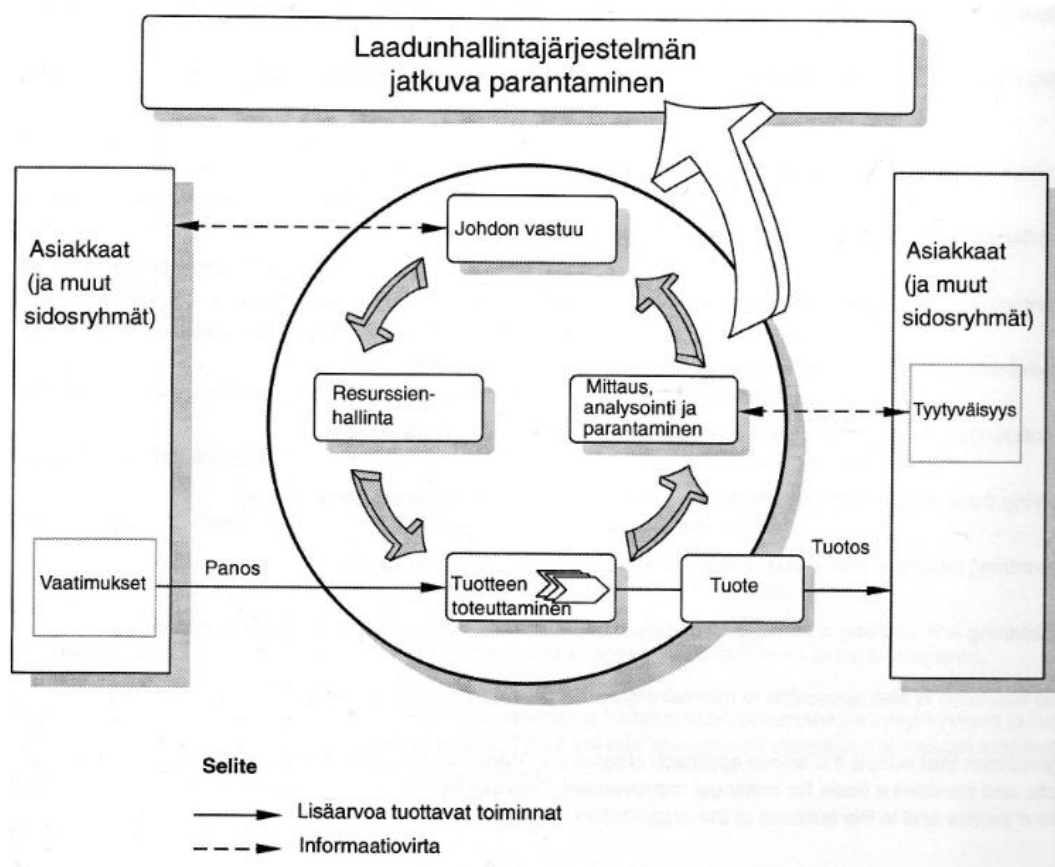 Laadunhallintajärjestelmän
jatkuva parantaminen
Asiakkaat
(ja muut
sidosryhmät)
Johdon vastuu
Asiakkaat
(ja muut
sidosryhmät)
Resurssien-
hallinta
Mittaus,
analysointi ja
parantaminen
Tyytyväisyys
Vaatimukset
Panos
Tuotteen
toteuttaminen
Tuote
Tuotos
Selite
Lisäarvoa tuottavat toiminnat
Informaatiovirta